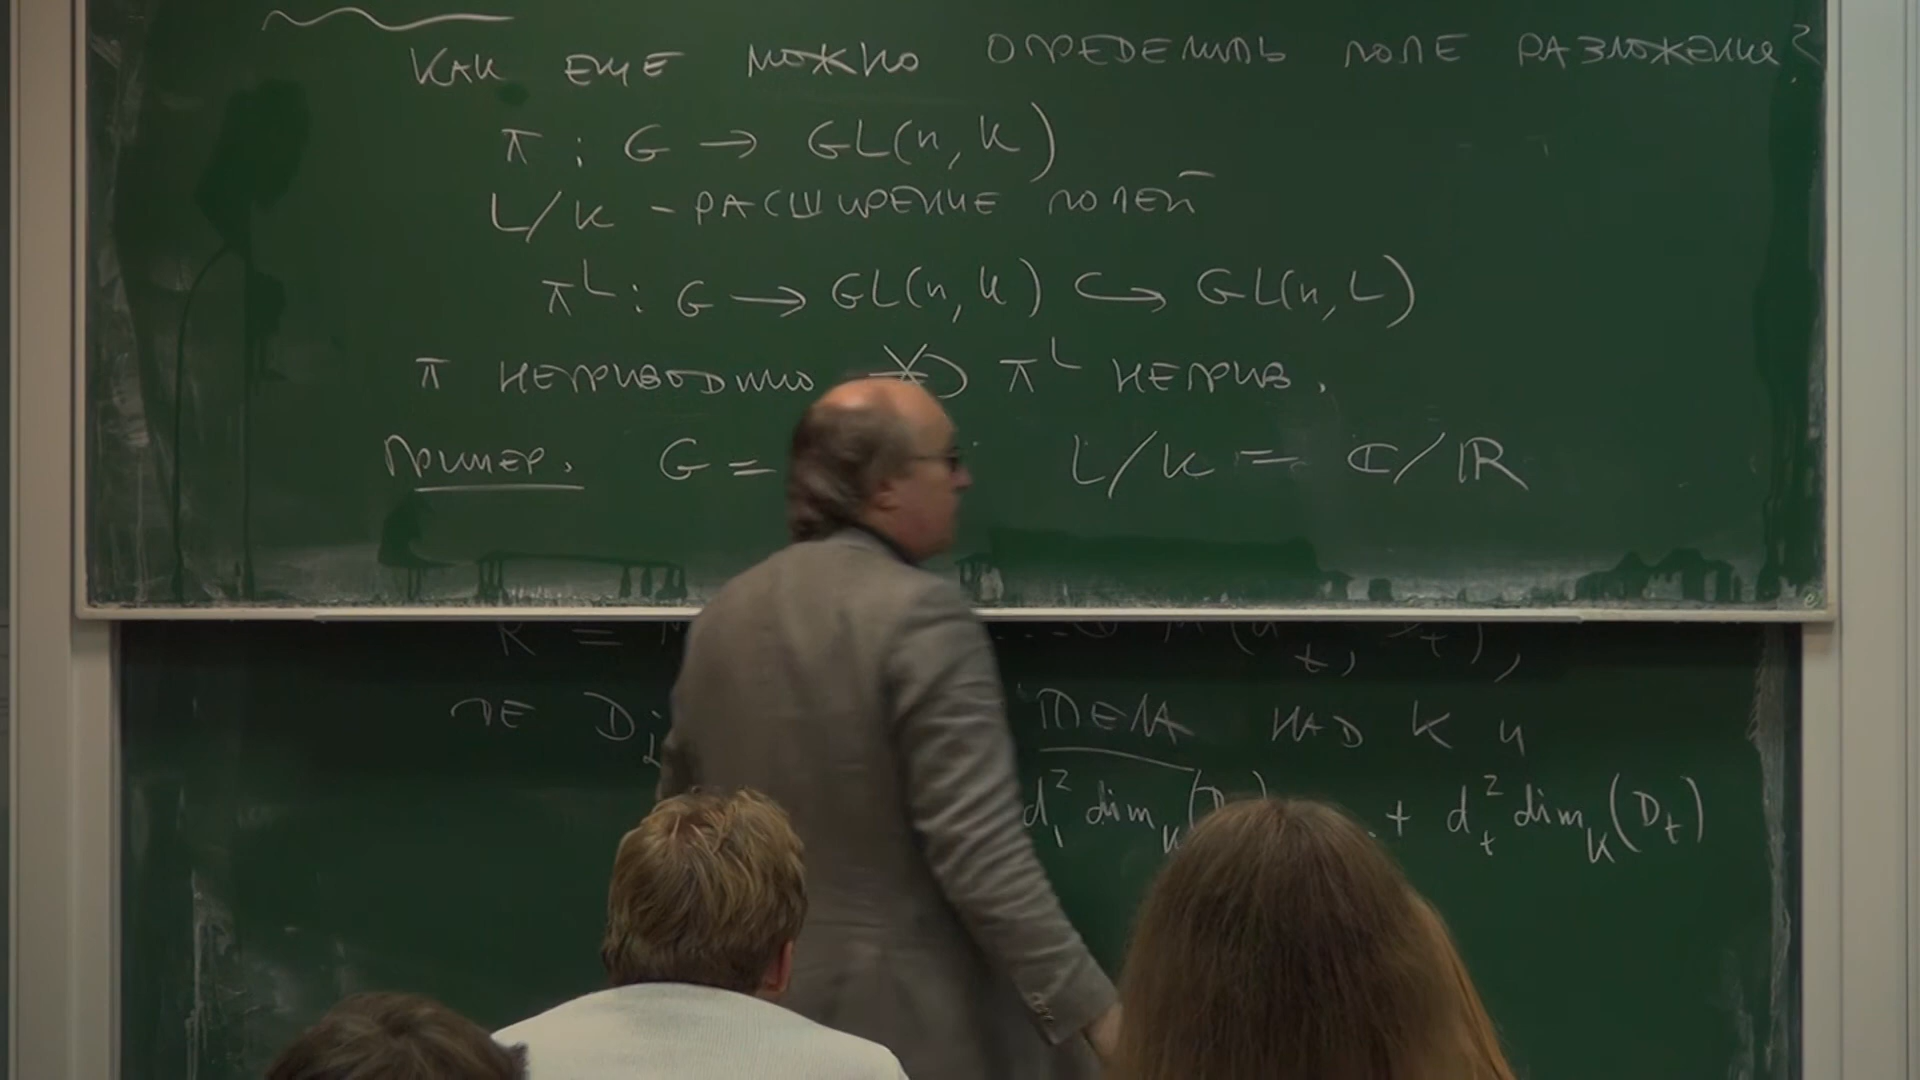 КАК ЕЩЕ МОЖНО ОПРЕДЕЛИТЬ ПОЛЕ РАЗЛОЖЕНИЯ?
π : G → GL(n, K)
L/K – РАСШИРЕНИЕ ПОЛЕЙ
π^L : G → GL(n, K) ↪ GL(n, L)
π НЕПРИВОДИМО ⇏ π^L НЕПРИВ.
ПРИМЕР. G = L/K = ℂ/ℝ
ГДЕ D_i ТЕЛА НАД K И
d_1^2 dim_K + d_t^2 dim_K (D_t)